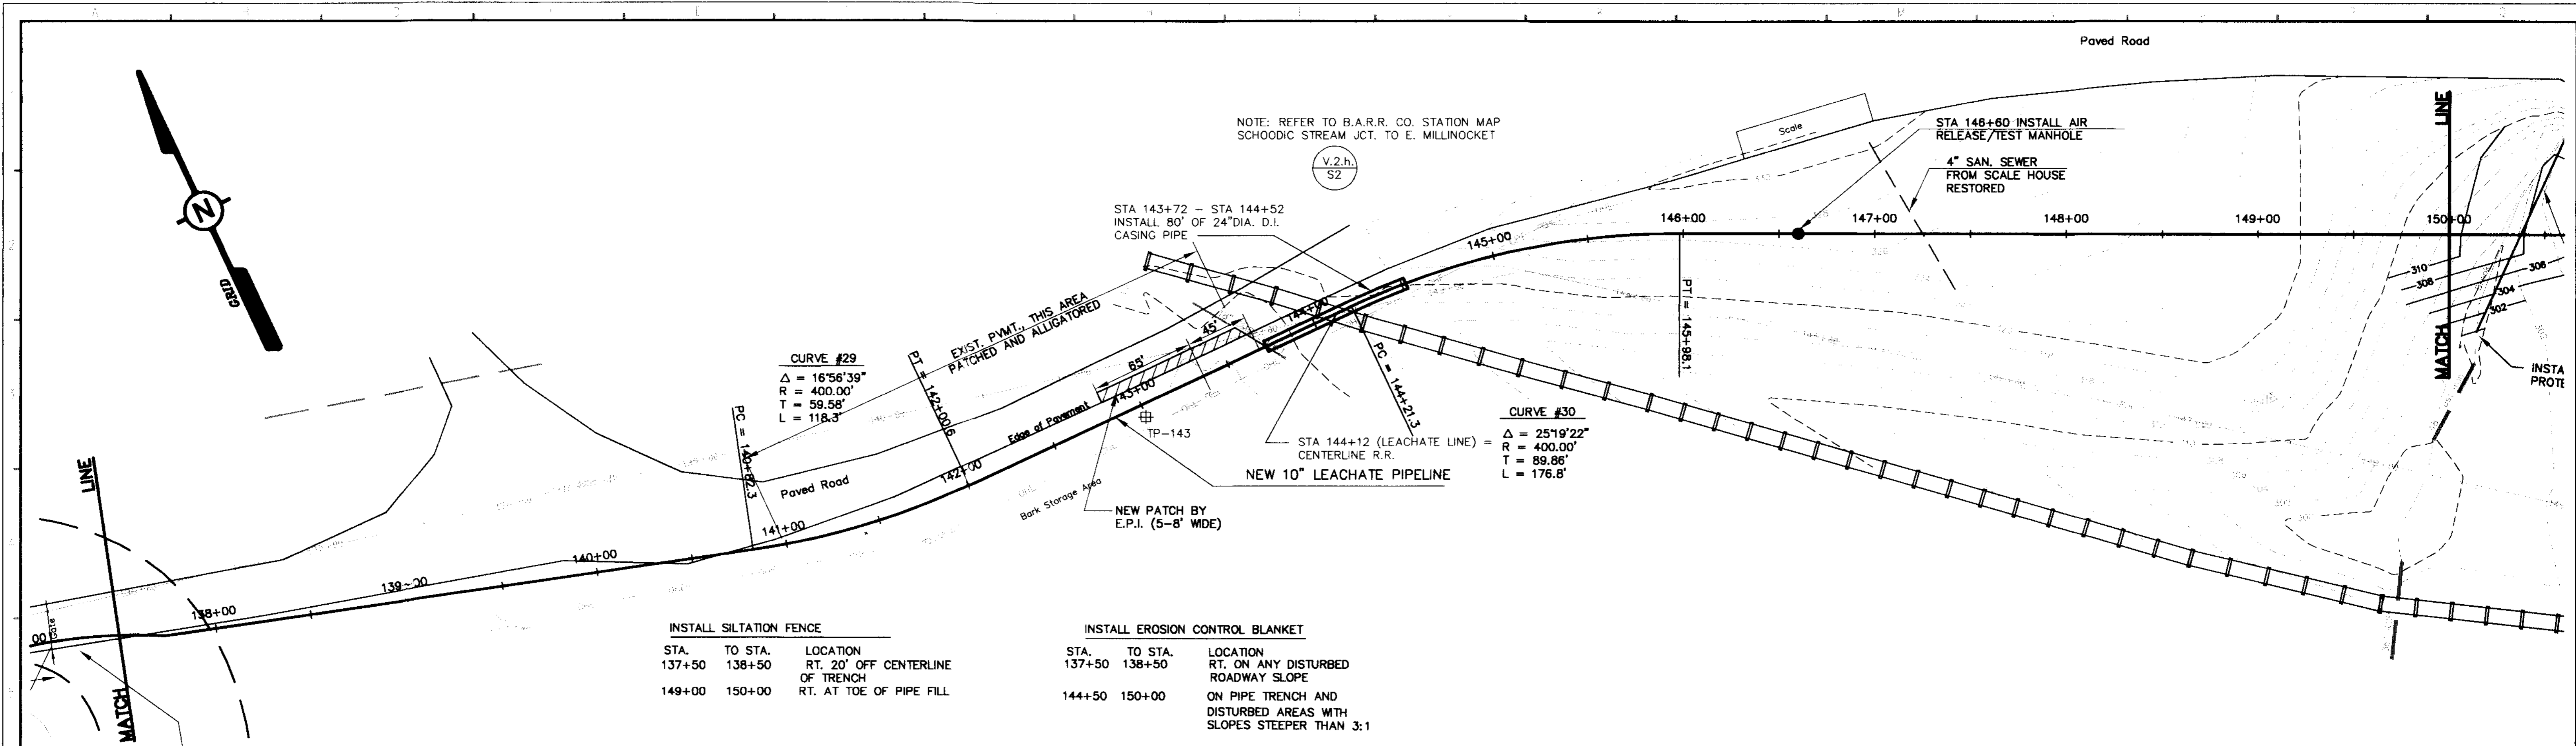 Paved Road
NOTE: REFER TO B.A.R.R. CO. STATION MAP
SCHOODIC STREAM JCT. TO E. MILLINOCKET
V.2.h.
S2
Scale
STA 146+60 INSTALL AIR
RELEASE/TEST MANHOLE
4" SAN. SEWER
FROM SCALE HOUSE
RESTORED
LINE
MATCH
N
GRID
STA 143+72 - STA 144+52
INSTALL 80' OF 24"DIA. D.I.
CASING PIPE
145+00
146+00
147+00
148+00
149+00
150+00
310
308
306
304
302
INSTA
PROTE
EXIST. PVMT., THIS AREA
PATCHED AND ALLIGATORED
45'
65'
144+00
143+00
PT = 145+98.1
PC = 144+21.3
CURVE #29
Δ = 16°56'39"
R = 400.00'
T = 59.58'
L = 118.3'
PT = 142+00.6
PC = 140+82.3
Edge of Pavement
TP-143
CURVE #30
Δ = 25°19'22"
R = 400.00'
T = 89.86'
L = 176.8'
STA 144+12 (LEACHATE LINE) =
CENTERLINE R.R.
NEW 10" LEACHATE PIPELINE
142+00
Paved Road
Bark Storage Area
NEW PATCH BY
E.P.I. (5-8' WIDE)
141+00
140+00
139+00
138+00
00
LINE
MATCH
INSTALL SILTATION FENCE
STA. TO STA. LOCATION
137+50 138+50 RT. 20' OFF CENTERLINE
OF TRENCH
149+00 150+00 RT. AT TOE OF PIPE FILL
INSTALL EROSION CONTROL BLANKET
STA. TO STA. LOCATION
137+50 138+50 RT. ON ANY DISTURBED
ROADWAY SLOPE
144+50 150+00 ON PIPE TRENCH AND
DISTURBED AREAS WITH
SLOPES STEEPER THAN 3:1